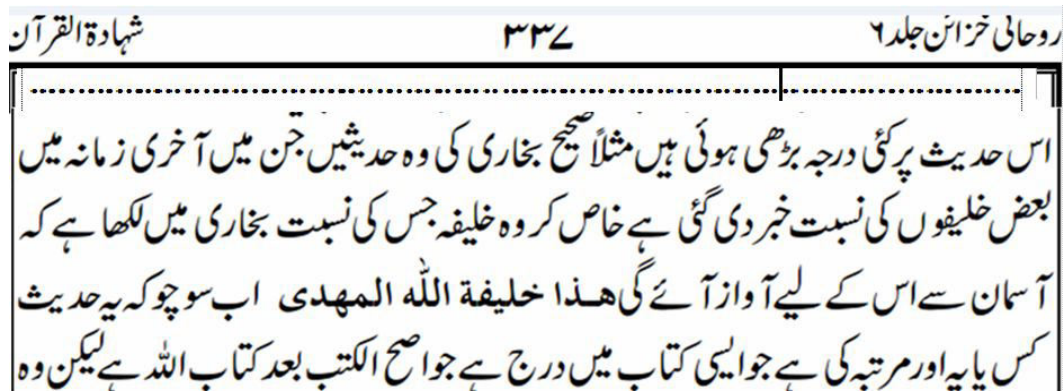 روحانی خزائن جلد ۶ ۳۳۷ شہادۃ القرآن
اس حدیث پر کئی درجہ بڑھی ہوئی ہیں مثلاً صحیح بخاری کی وہ حدیثیں جن میں آخری زمانہ میں
بعض خلیفوں کی نسبت خبر دی گئی ہے خاص کر وہ خلیفہ جس کی نسبت بخاری میں لکھا ہے کہ
آسمان سے اس کے لیے آواز آئے گی ھٰذا خلیفۃ اللّٰہ المھدی اب سوچو کہ یہ حدیث
کس پایہ اور مرتبہ کی ہے جو ایسی کتاب میں درج ہے جو اصح الکتب بعد کتاب اللہ ہے لیکن وہ